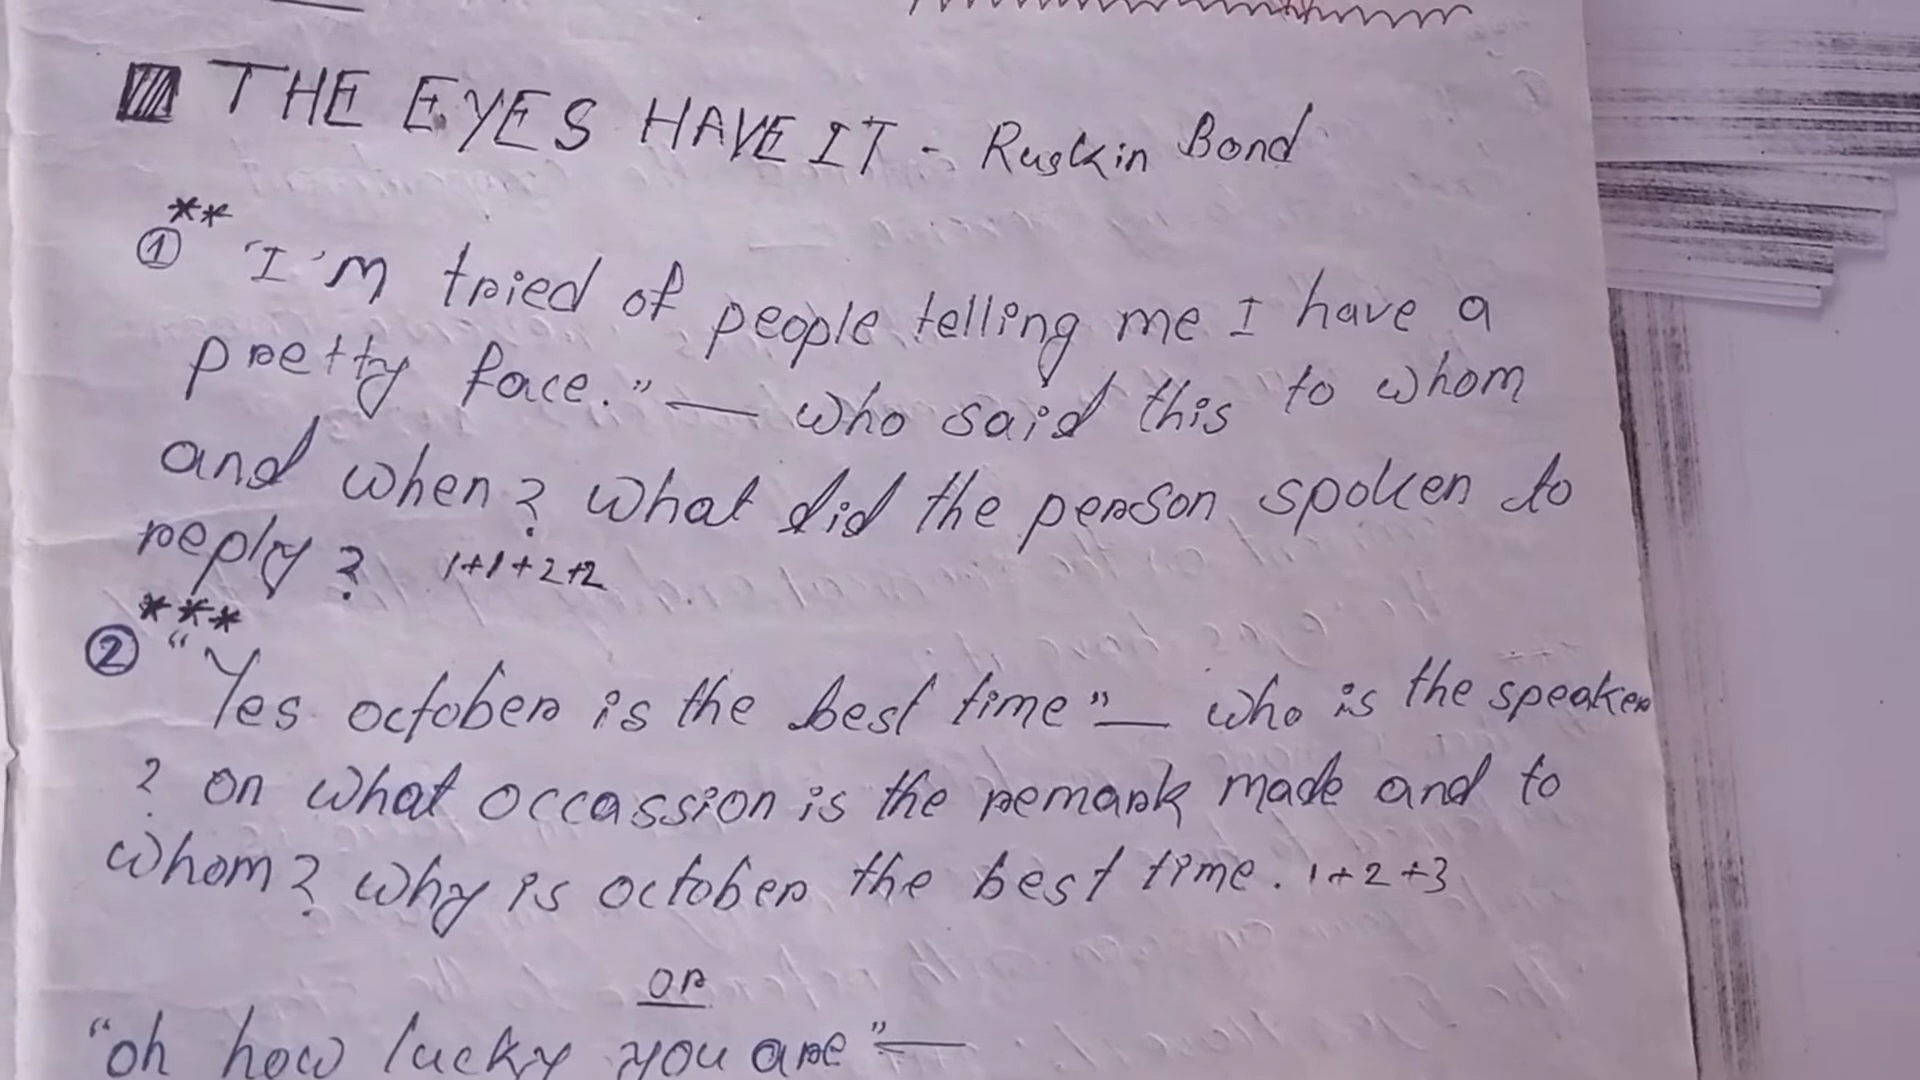 THE EYES HAVE IT - Ruskin Bond
**
① "I'm tried of people telling me I have a
pretty face." — who said this to whom
and when? What did the person spoken to
reply? 1+1+2+2
***
② "Yes october is the best time" — who is the speaker
? on what occassion is the remark made and to
whom? why is october the best time. 1+2+3
or
"oh how lucky you are" —